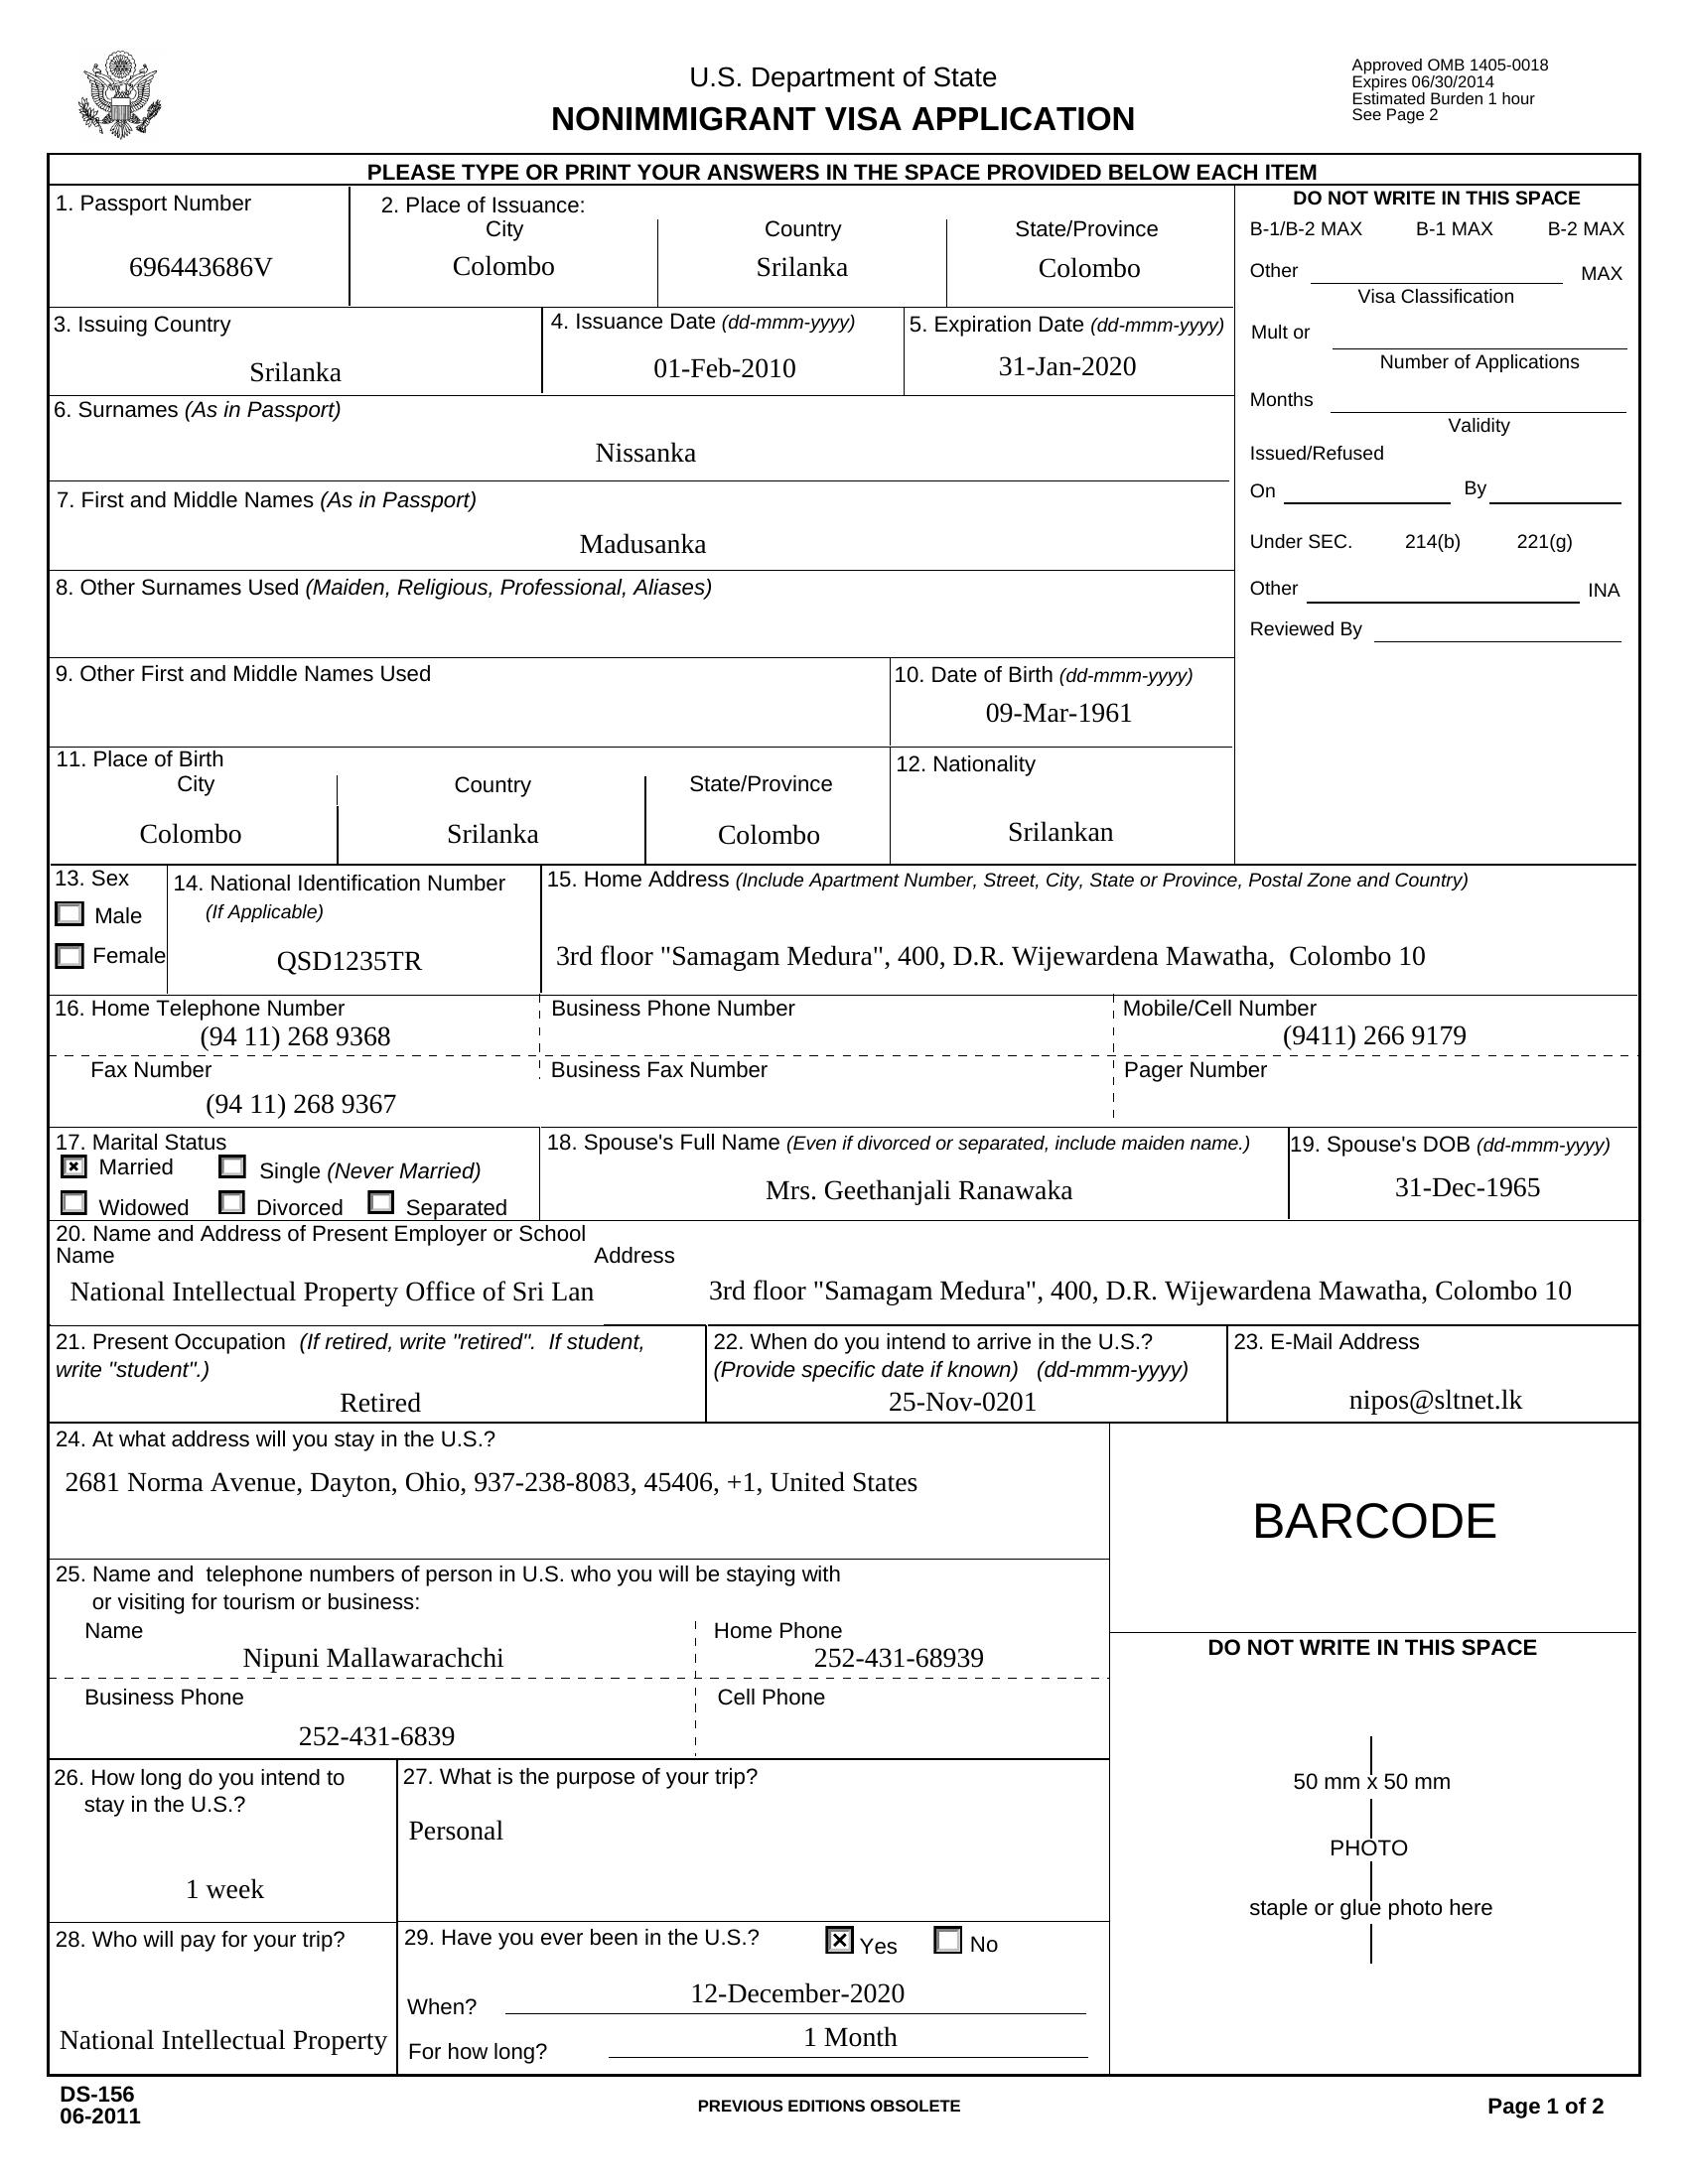 U.S. Department of State
NONIMMIGRANT VISA APPLICATION
Approved OMB 1405-0018
Expires 06/30/2014
Estimated Burden 1 hour
See Page 2
PLEASE TYPE OR PRINT YOUR ANSWERS IN THE SPACE PROVIDED BELOW EACH ITEM
1. Passport Number
696443686V
2. Place of Issuance:
City
Country
State/Province
Colombo
Srilanka
Colombo
DO NOT WRITE IN THIS SPACE
B-1/B-2 MAX B-1 MAX B-2 MAX
Other MAX
Visa Classification
Mult or
Number of Applications
Months
Validity
Issued/Refused
On By
Under SEC. 214(b) 221(g)
Other INA
Reviewed By
3. Issuing Country
Srilanka
4. Issuance Date (dd-mmm-yyyy)
01-Feb-2010
5. Expiration Date (dd-mmm-yyyy)
31-Jan-2020
6. Surnames (As in Passport)
Nissanka
7. First and Middle Names (As in Passport)
Madusanka
8. Other Surnames Used (Maiden, Religious, Professional, Aliases)
9. Other First and Middle Names Used
10. Date of Birth (dd-mmm-yyyy)
09-Mar-1961
11. Place of Birth
City
Country
State/Province
Colombo
Srilanka
Colombo
12. Nationality
Srilankan
13. Sex
Male
Female
14. National Identification Number
(If Applicable)
QSD1235TR
15. Home Address (Include Apartment Number, Street, City, State or Province, Postal Zone and Country)
3rd floor "Samagam Medura", 400, D.R. Wijewardena Mawatha, Colombo 10
16. Home Telephone Number
(94 11) 268 9368
Business Phone Number
Mobile/Cell Number
(9411) 266 9179
Fax Number
(94 11) 268 9367
Business Fax Number
Pager Number
17. Marital Status
Married Single (Never Married)
Widowed Divorced Separated
18. Spouse's Full Name (Even if divorced or separated, include maiden name.)
Mrs. Geethanjali Ranawaka
19. Spouse's DOB (dd-mmm-yyyy)
31-Dec-1965
20. Name and Address of Present Employer or School
Name Address
National Intellectual Property Office of Sri Lan
3rd floor "Samagam Medura", 400, D.R. Wijewardena Mawatha, Colombo 10
21. Present Occupation (If retired, write "retired". If student,
write "student".)
Retired
22. When do you intend to arrive in the U.S.?
(Provide specific date if known) (dd-mmm-yyyy)
25-Nov-0201
23. E-Mail Address
nipos@sltnet.lk
24. At what address will you stay in the U.S.?
2681 Norma Avenue, Dayton, Ohio, 937-238-8083, 45406, +1, United States
BARCODE
25. Name and telephone numbers of person in U.S. who you will be staying with
or visiting for tourism or business:
Name
Nipuni Mallawarachchi
Home Phone
252-431-68939
Business Phone
252-431-6839
Cell Phone
DO NOT WRITE IN THIS SPACE
50 mm x 50 mm
PHOTO
staple or glue photo here
26. How long do you intend to
stay in the U.S.?
1 week
27. What is the purpose of your trip?
Personal
28. Who will pay for your trip?
National Intellectual Property
29. Have you ever been in the U.S.? Yes No
When? 12-December-2020
For how long? 1 Month
DS-156
06-2011
PREVIOUS EDITIONS OBSOLETE
Page 1 of 2